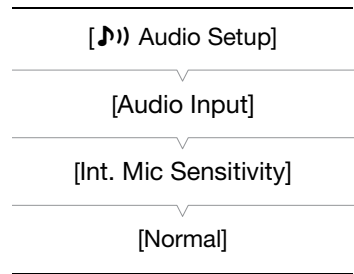 [♪)) Audio Setup]
[Audio Input]
[Int. Mic Sensitivity]
[Normal]